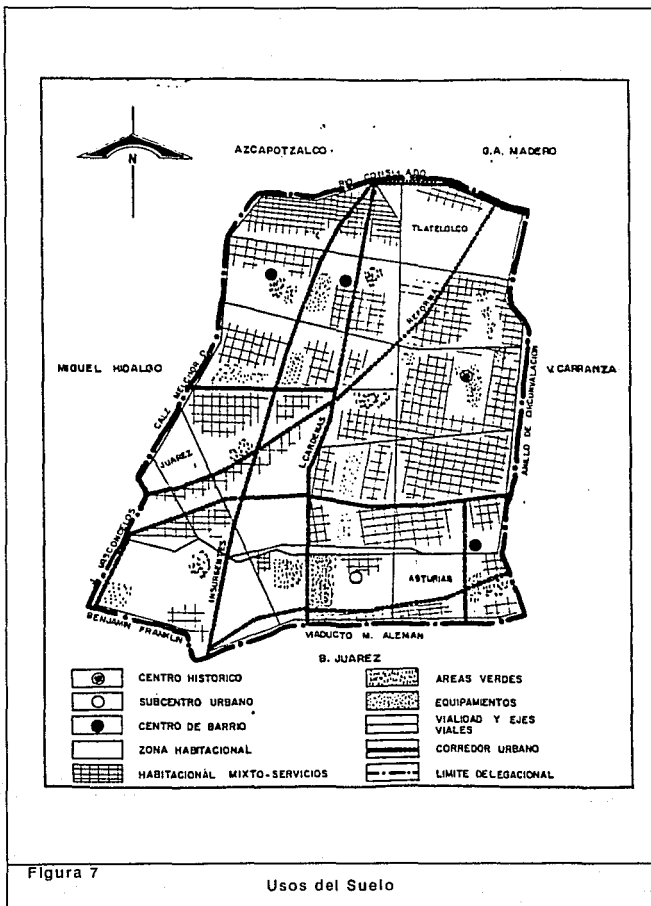 AZCAPOTZALCO
G.A. MADERO
N
RIO CONSULADO
TLATELOLCO
REFORMA
MIGUEL HIDALGO
CALZ. MELCHOR O.
V. CARRANZA
ANILLO DE CIRCUNVALACION
L. CARDENAS
JUAREZ
VASCONCELOS
INSURGENTES
ASTURIAS
BENJAMIN FRANKLIN
VIADUCTO M. ALEMAN
B. JUAREZ
CENTRO HISTORICO
SUBCENTRO URBANO
CENTRO DE BARRIO
ZONA HABITACIONAL
HABITACIONAL MIXTO-SERVICIOS
AREAS VERDES
EQUIPAMIENTOS
VIALIDAD Y EJES
VIALES
CORREDOR URBANO
LIMITE DELEGACIONAL
Figura 7
Usos del Suelo